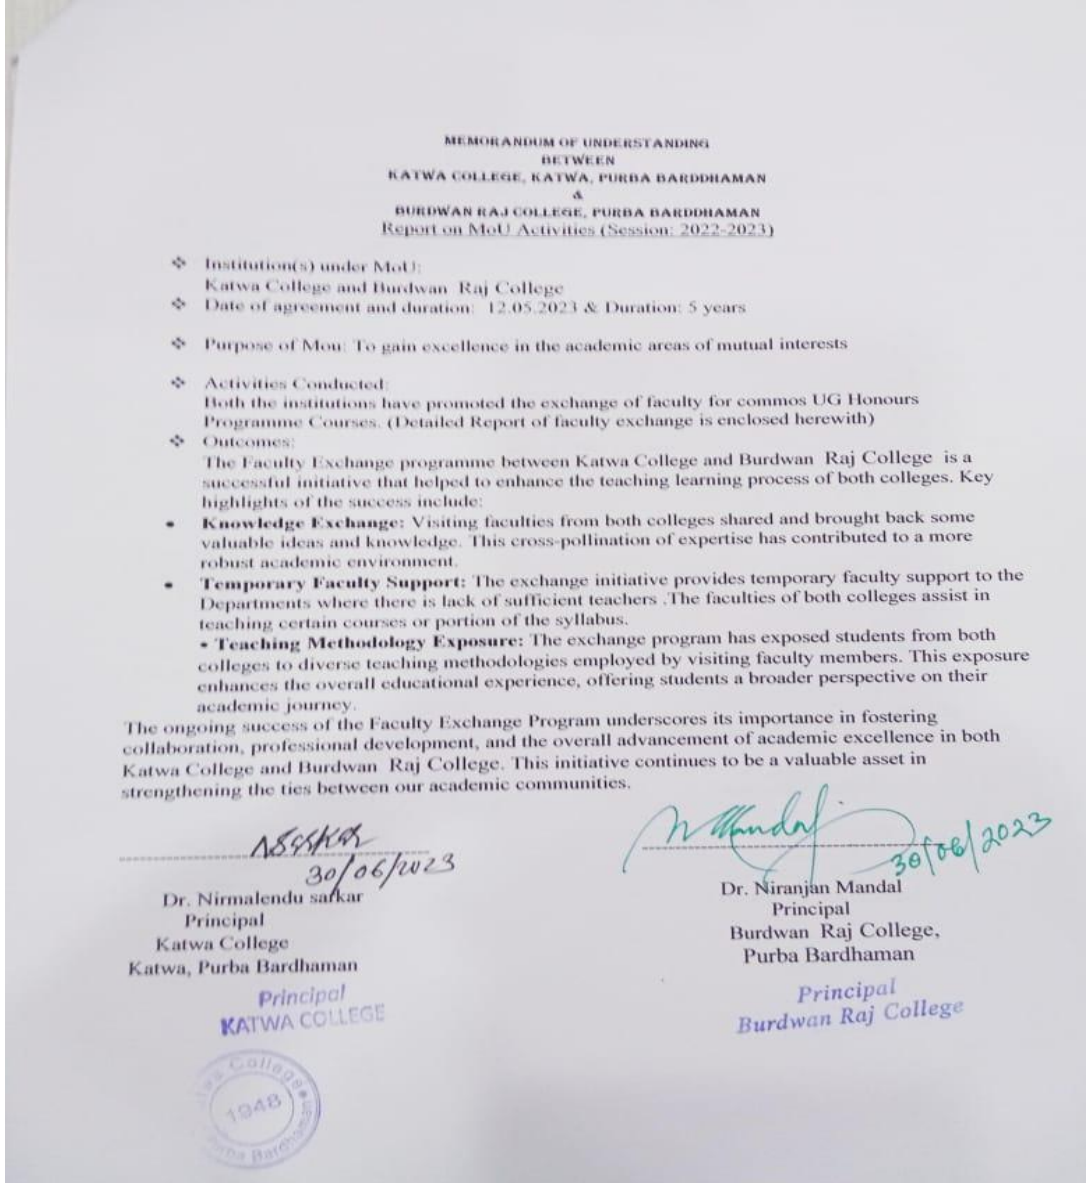 MEMORANDUM OF UNDERSTANDING
BETWEEN
KATWA COLLEGE, KATWA, PURBA BARDDHAMAN
&
BURDWAN RAJ COLLEGE, PURBA BARDDHAMAN
Report on MoU Activities (Session: 2022-2023)
❖ Institution(s) under MoU:
Katwa College and Burdwan Raj College
❖ Date of agreement and duration: 12.05.2023 & Duration: 5 years
❖ Purpose of Mou: To gain excellence in the academic areas of mutual interests
❖ Activities Conducted:
Both the institutions have promoted the exchange of faculty for commos UG Honours
Programme Courses. (Detailed Report of faculty exchange is enclosed herewith)
❖ Outcomes:
The Faculty Exchange programme between Katwa College and Burdwan Raj College is a
successful initiative that helped to enhance the teaching learning process of both colleges. Key
highlights of the success include:
• Knowledge Exchange: Visiting faculties from both colleges shared and brought back some
valuable ideas and knowledge. This cross-pollination of expertise has contributed to a more
robust academic environment.
• Temporary Faculty Support: The exchange initiative provides temporary faculty support to the
Departments where there is lack of sufficient teachers .The faculties of both colleges assist in
teaching certain courses or portion of the syllabus.
• Teaching Methodology Exposure: The exchange program has exposed students from both
colleges to diverse teaching methodologies employed by visiting faculty members. This exposure
enhances the overall educational experience, offering students a broader perspective on their
academic journey.
The ongoing success of the Faculty Exchange Program underscores its importance in fostering
collaboration, professional development, and the overall advancement of academic excellence in both
Katwa College and Burdwan Raj College. This initiative continues to be a valuable asset in
strengthening the ties between our academic communities.
30/06/2023
Dr. Nirmalendu sarkar
Principal
Katwa College
Katwa, Purba Bardhaman
Principal
KATWA COLLEGE
College
1948
Purba Bardhaman
30/06/2023
Dr. Niranjan Mandal
Principal
Burdwan Raj College,
Purba Bardhaman
Principal
Burdwan Raj College